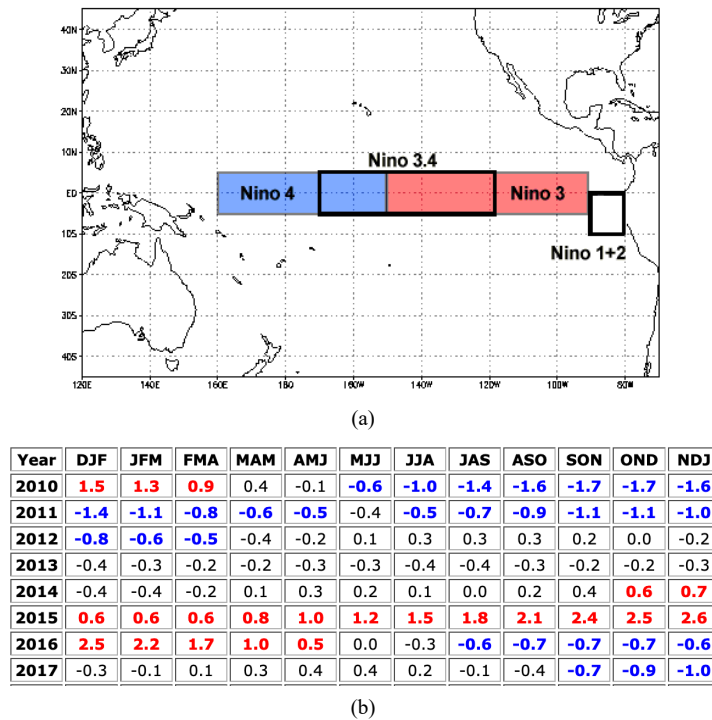 40N
30N
20N
10N
EQ
10S
20S
30S
40S
Nino 3.4
Nino 4
Nino 3
Nino 1+2
120E 140E 160E 180 160W 140W 120W 100W 80W
(a)
Year DJF JFM FMA MAM AMJ MJJ JJA JAS ASO SON OND NDJ
2010 1.5 1.3 0.9 0.4 -0.1 -0.6 -1.0 -1.4 -1.6 -1.7 -1.7 -1.6
2011 -1.4 -1.1 -0.8 -0.6 -0.5 -0.4 -0.5 -0.7 -0.9 -1.1 -1.1 -1.0
2012 -0.8 -0.6 -0.5 -0.4 -0.2 0.1 0.3 0.3 0.3 0.2 0.0 -0.2
2013 -0.4 -0.3 -0.2 -0.2 -0.3 -0.3 -0.4 -0.4 -0.3 -0.2 -0.2 -0.3
2014 -0.4 -0.4 -0.2 0.1 0.3 0.2 0.1 0.0 0.2 0.4 0.6 0.7
2015 0.6 0.6 0.6 0.8 1.0 1.2 1.5 1.8 2.1 2.4 2.5 2.6
2016 2.5 2.2 1.7 1.0 0.5 0.0 -0.3 -0.6 -0.7 -0.7 -0.7 -0.6
2017 -0.3 -0.1 0.1 0.3 0.4 0.4 0.2 -0.1 -0.4 -0.7 -0.9 -1.0
(b)